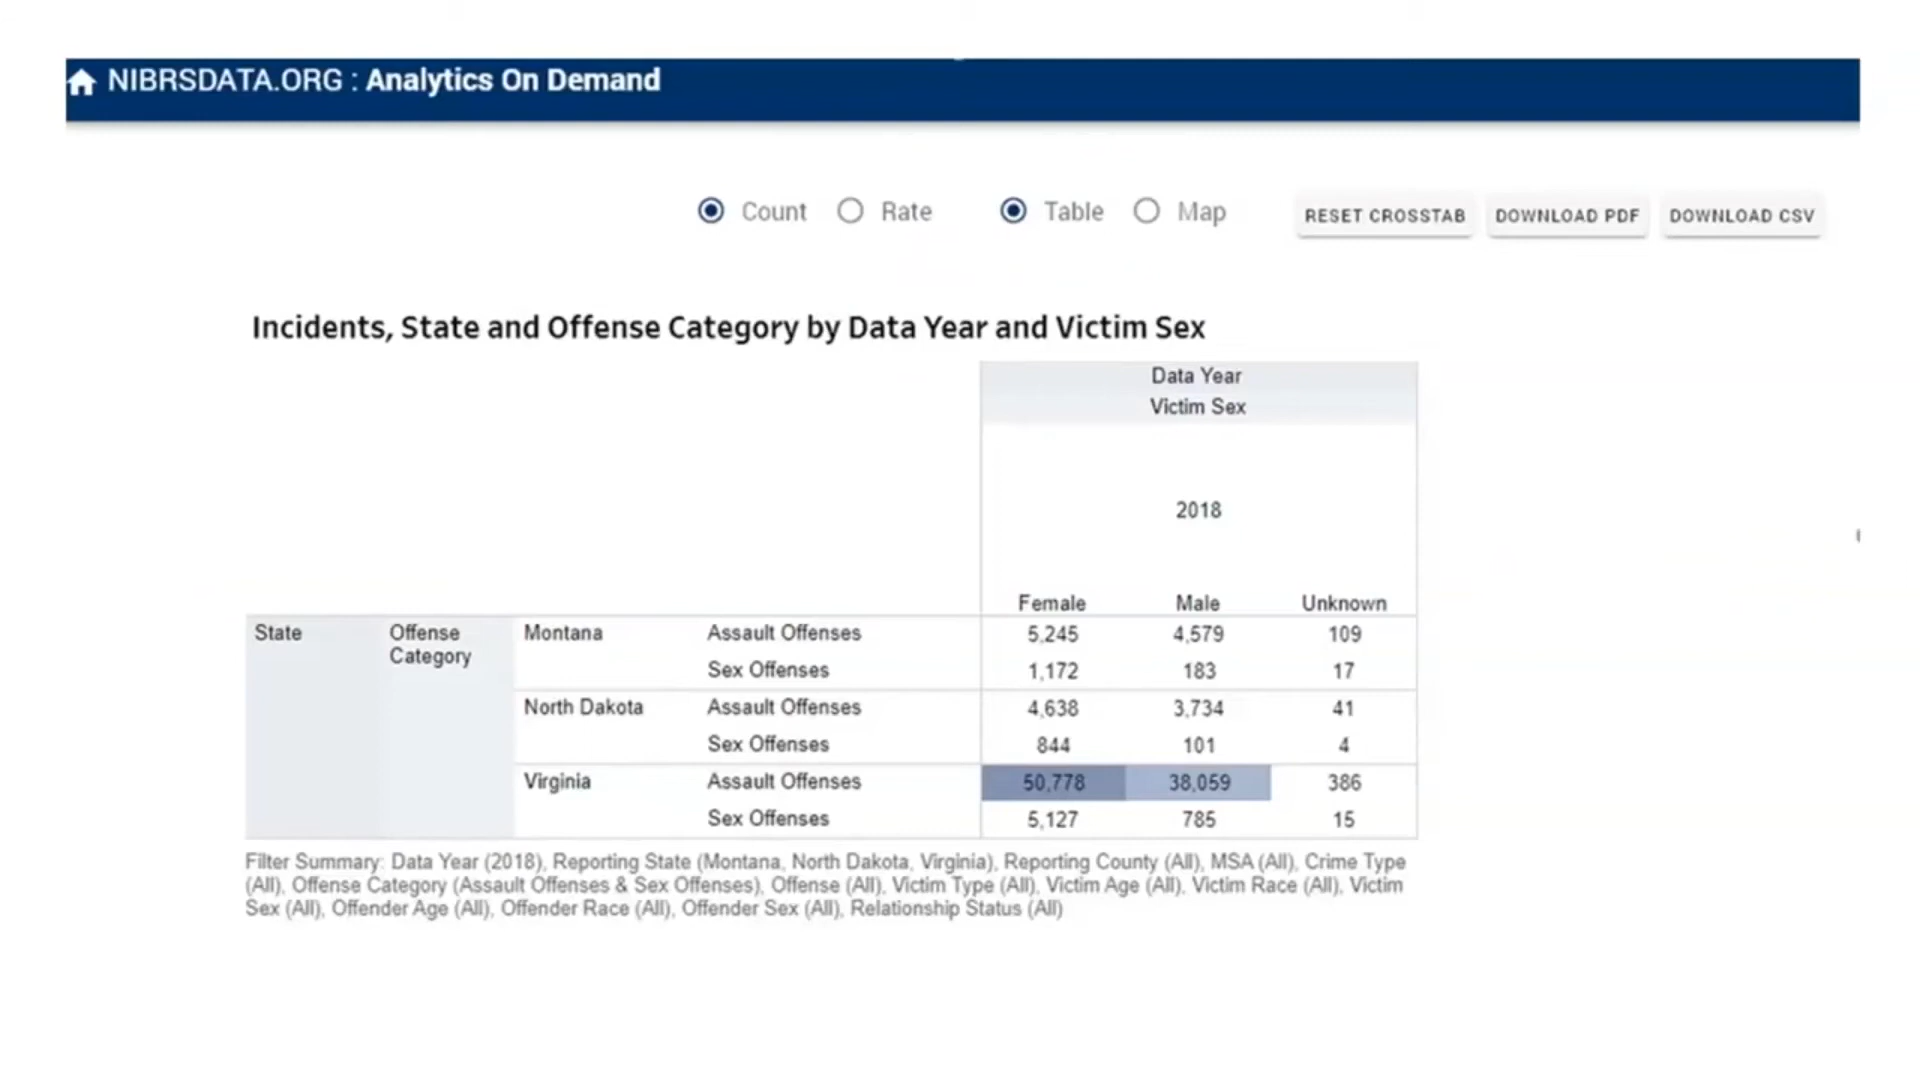 NIBRSDATA.ORG : Analytics On Demand
Count Rate Table Map RESET CROSSTAB DOWNLOAD PDF DOWNLOAD CSV
Incidents, State and Offense Category by Data Year and Victim Sex
Data Year
Victim Sex
2018
Female Male Unknown
State Offense Category Montana Assault Offenses 5,245 4,579 109
Sex Offenses 1,172 183 17
North Dakota Assault Offenses 4,638 3,734 41
Sex Offenses 844 101 4
Virginia Assault Offenses 50,778 38,059 386
Sex Offenses 5,127 785 15
Filter Summary: Data Year (2018), Reporting State (Montana, North Dakota, Virginia), Reporting County (All), MSA (All), Crime Type
(All), Offense Category (Assault Offenses & Sex Offenses), Offense (All), Victim Type (All), Victim Age (All), Victim Race (All), Victim
Sex (All), Offender Age (All), Offender Race (All), Offender Sex (All), Relationship Status (All)